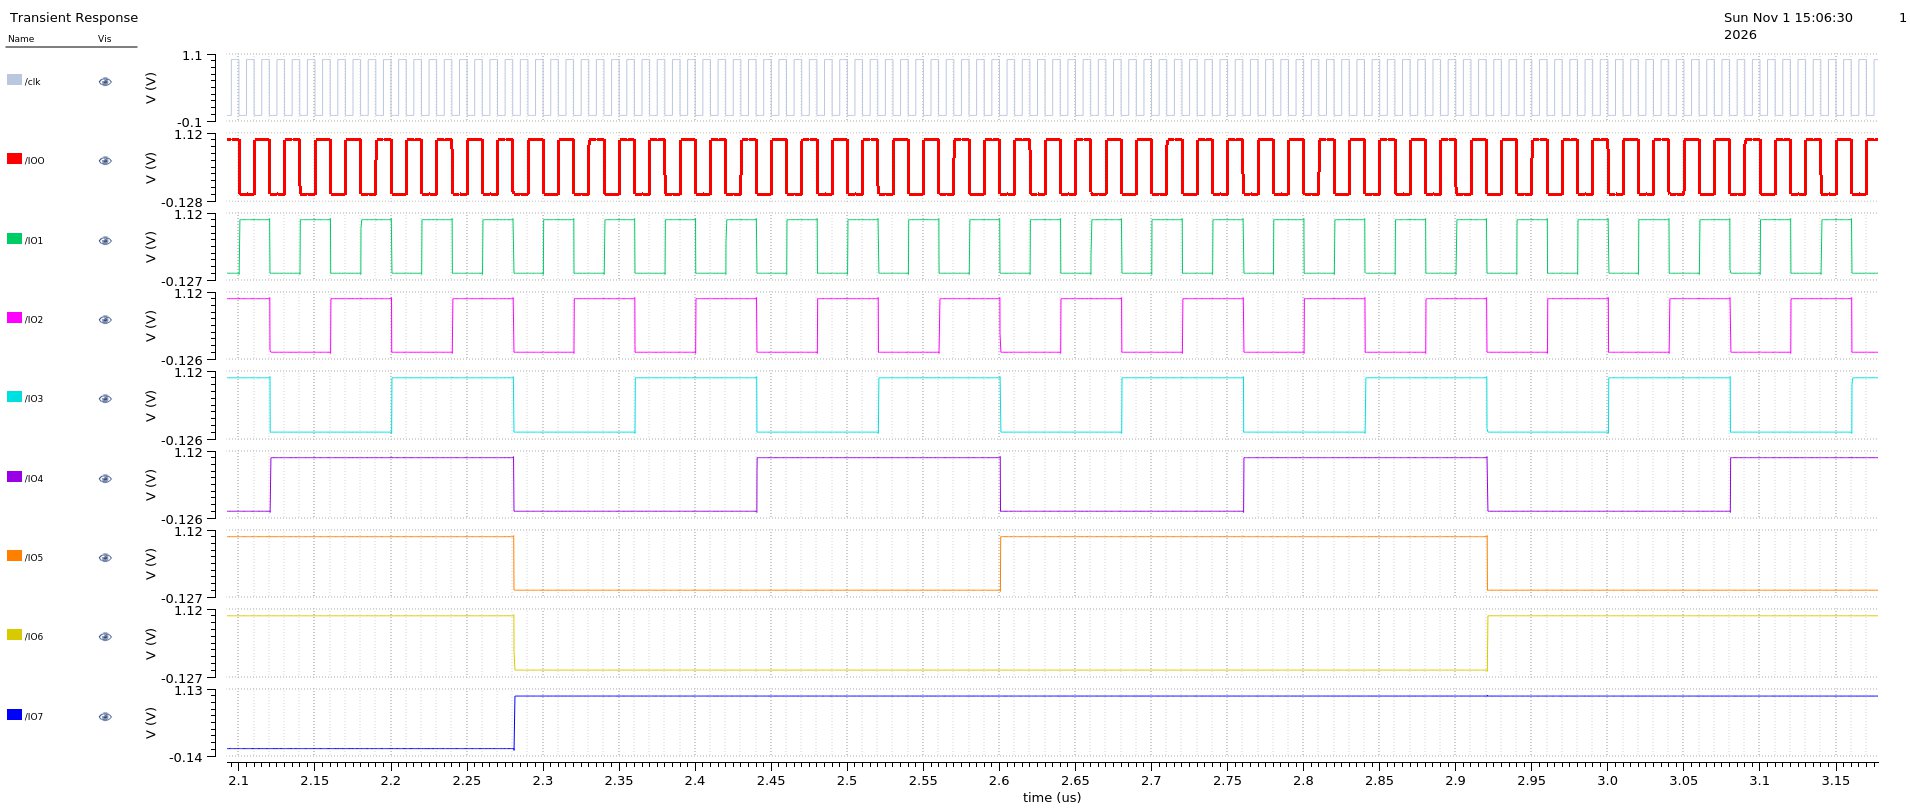 Transient Response
Sun Nov 1 15:06:30 1
2026
Name Vis
1.1
/clk
V (V)
-0.1
1.12
/IO0
V (V)
-0.128
1.12
/IO1
V (V)
-0.127
1.12
/IO2
V (V)
-0.126
1.12
/IO3
V (V)
-0.126
1.12
/IO4
V (V)
-0.126
1.12
/IO5
V (V)
-0.127
1.12
/IO6
V (V)
-0.127
1.13
/IO7
V (V)
-0.14
2.1 2.15 2.2 2.25 2.3 2.35 2.4 2.45 2.5 2.55 2.6 2.65 2.7 2.75 2.8 2.85 2.9 2.95 3.0 3.05 3.1 3.15
time (us)